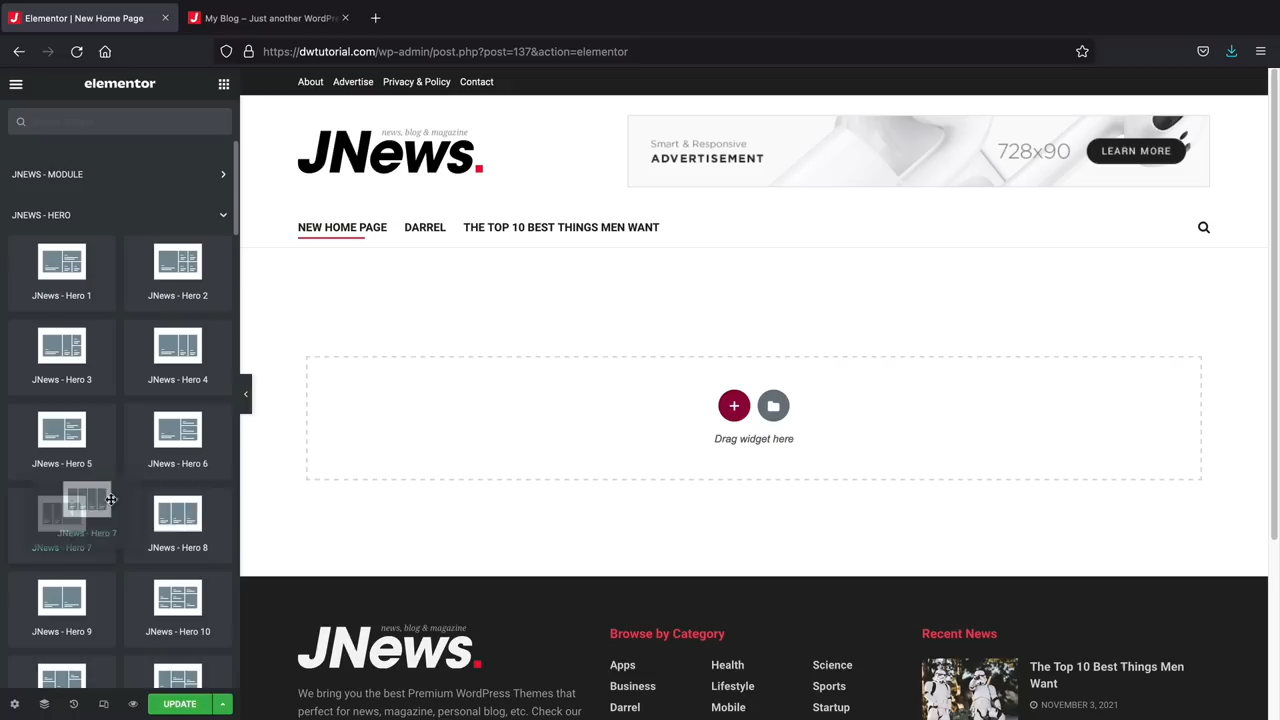 Elementor | New Home Page
My Blog – Just another WordPr
https://dwtutorial.com/wp-admin/post.php?post=137&action=elementor
elementor
JNEWS - MODULE
JNEWS - HERO
JNews - Hero 1
JNews - Hero 2
JNews - Hero 3
JNews - Hero 4
JNews - Hero 5
JNews - Hero 6
JNews - Hero 7
JNews - Hero 7
JNews - Hero 8
JNews - Hero 9
JNews - Hero 10
UPDATE
About Advertise Privacy & Policy Contact
news, blog & magazine
JNews.
Smart & Responsive
ADVERTISEMENT
728x90
LEARN MORE
NEW HOME PAGE DARREL THE TOP 10 BEST THINGS MEN WANT
Drag widget here
news, blog & magazine
JNews.
We bring you the best Premium WordPress Themes that
perfect for news, magazine, personal blog, etc. Check our
Browse by Category
Apps Health Science
Business Lifestyle Sports
Darrel Mobile Startup
Recent News
The Top 10 Best Things Men
Want
NOVEMBER 3, 2021